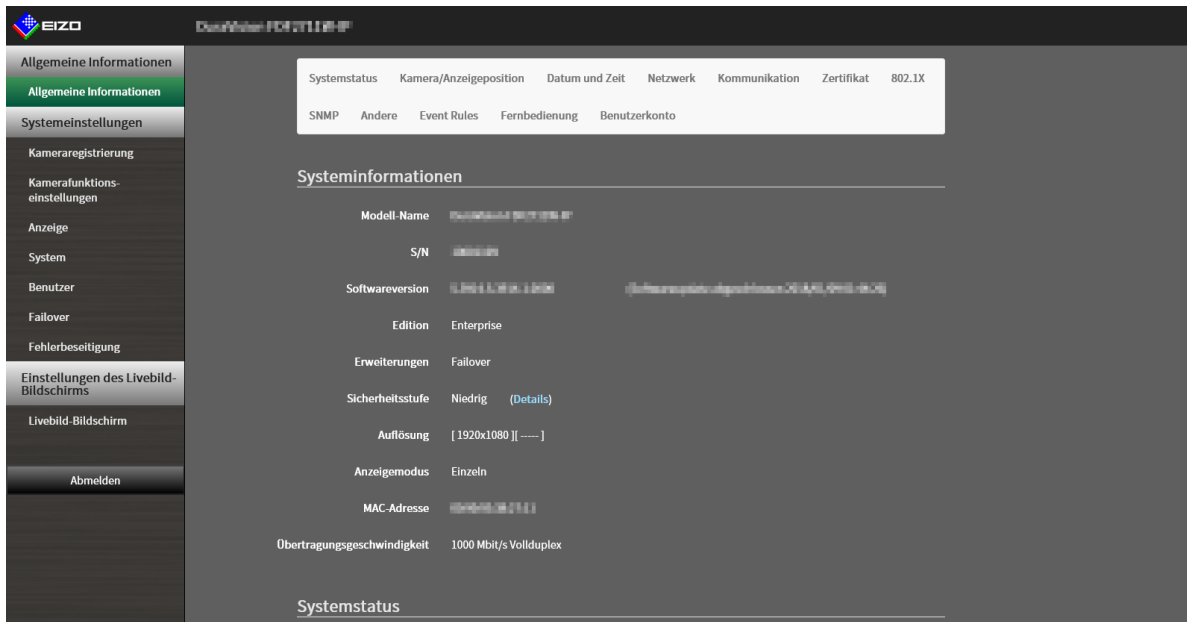 EIZO
Allgemeine Informationen
Allgemeine Informationen
Systemeinstellungen
Kameraregistrierung
Kamerafunktions-
einstellungen
Anzeige
System
Benutzer
Failover
Fehlerbeseitigung
Einstellungen des Livebild-
Bildschirms
Livebild-Bildschirm
Abmelden
Systemstatus Kamera/Anzeigeposition Datum und Zeit Netzwerk Kommunikation Zertifikat 802.1X
SNMP Andere Event Rules Fernbedienung Benutzerkonto
Systeminformationen
Modell-Name
S/N
Softwareversion
Edition Enterprise
Erweiterungen Failover
Sicherheitsstufe Niedrig (Details)
Auflösung [ 1920x1080 ][ ----- ]
Anzeigemodus Einzeln
MAC-Adresse
Übertragungsgeschwindigkeit 1000 Mbit/s Vollduplex
Systemstatus